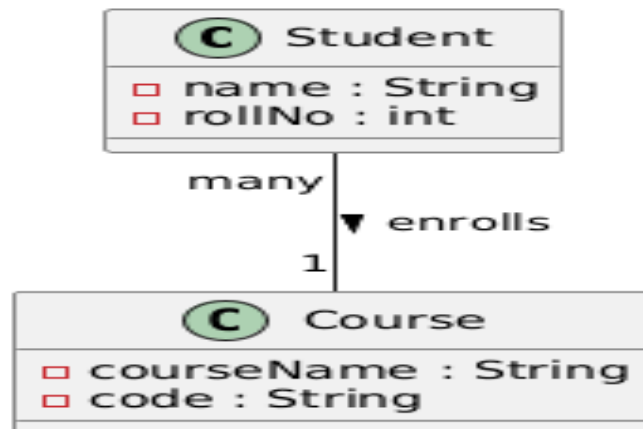 C Student
name : String
rollNo : int
many
enrolls
1
C Course
courseName : String
code : String